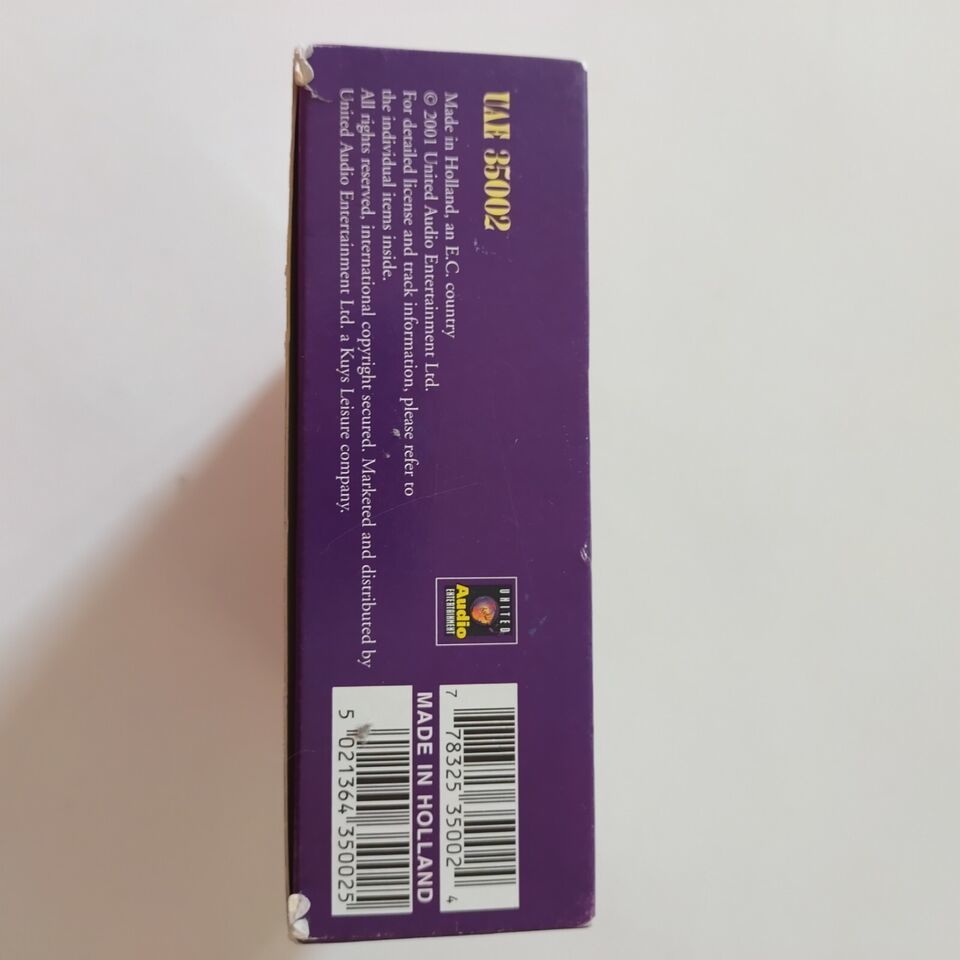 UAE 35002
Made in Holland, an E.C. country
© 2001 United Audio Entertainment Ltd.
For detailed license and track information, please refer to
the individual items inside.
All rights reserved, international copyright secured. Marketed and distributed by
United Audio Entertainment Ltd. a Kuys Leisure company.
UNITED
Audio
ENTERTAINMENT
7 78325 35002 4
MADE IN HOLLAND
5 021364 350025